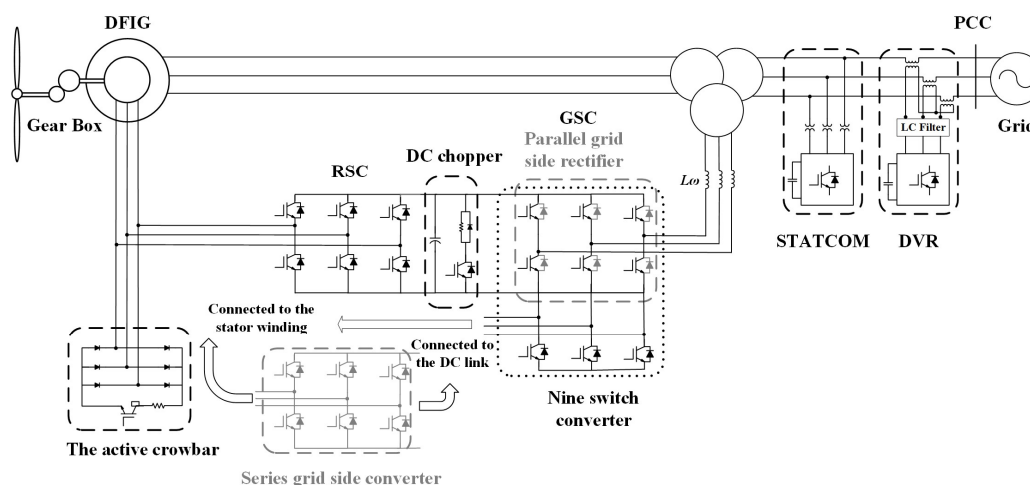 DFIG
PCC
Gear Box
GSC
Parallel grid
side rectifier
DC chopper
RSC
Lω
LC Filter
Grid
STATCOM
DVR
Connected to the
stator winding
Connected to
the DC link
Nine switch
converter
The active crowbar
Series grid side converter